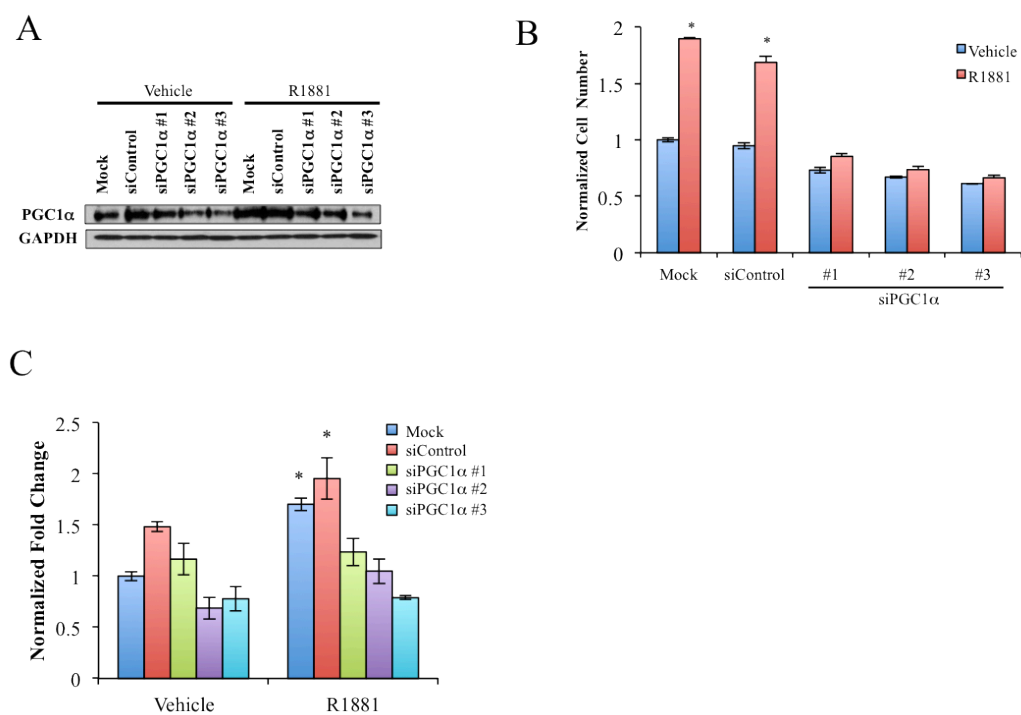 A
Vehicle R1881
Mock siControl siPGC1α #1 siPGC1α #2 siPGC1α #3 Mock siControl siPGC1α #1 siPGC1α #2 siPGC1α #3
PGC1α
GAPDH
B
Normalized Cell Number
2
1.5
1
0.5
0
* *
Vehicle
R1881
Mock siControl #1 #2 #3
siPGC1α
C
Normalized Fold Change
2.5
2
1.5
1
0.5
0
* *
Mock
siControl
siPGC1α #1
siPGC1α #2
siPGC1α #3
Vehicle R1881